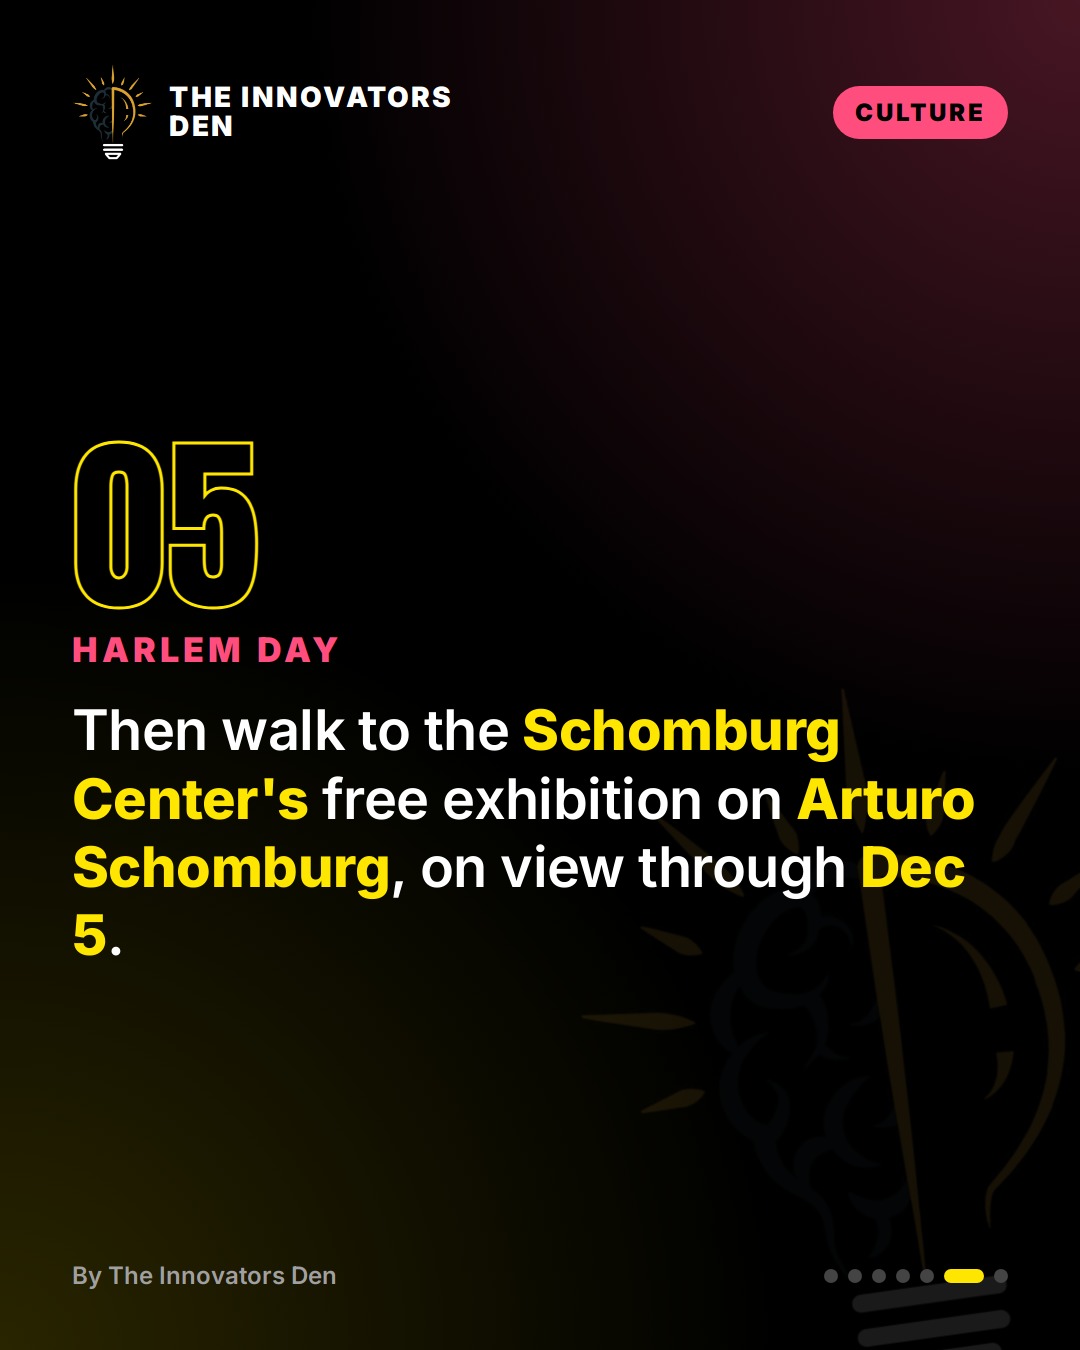 THE INNOVATORS
DEN
CULTURE
05
HARLEM DAY
Then walk to the Schomburg
Center's free exhibition on Arturo
Schomburg, on view through Dec
5.
By The Innovators Den